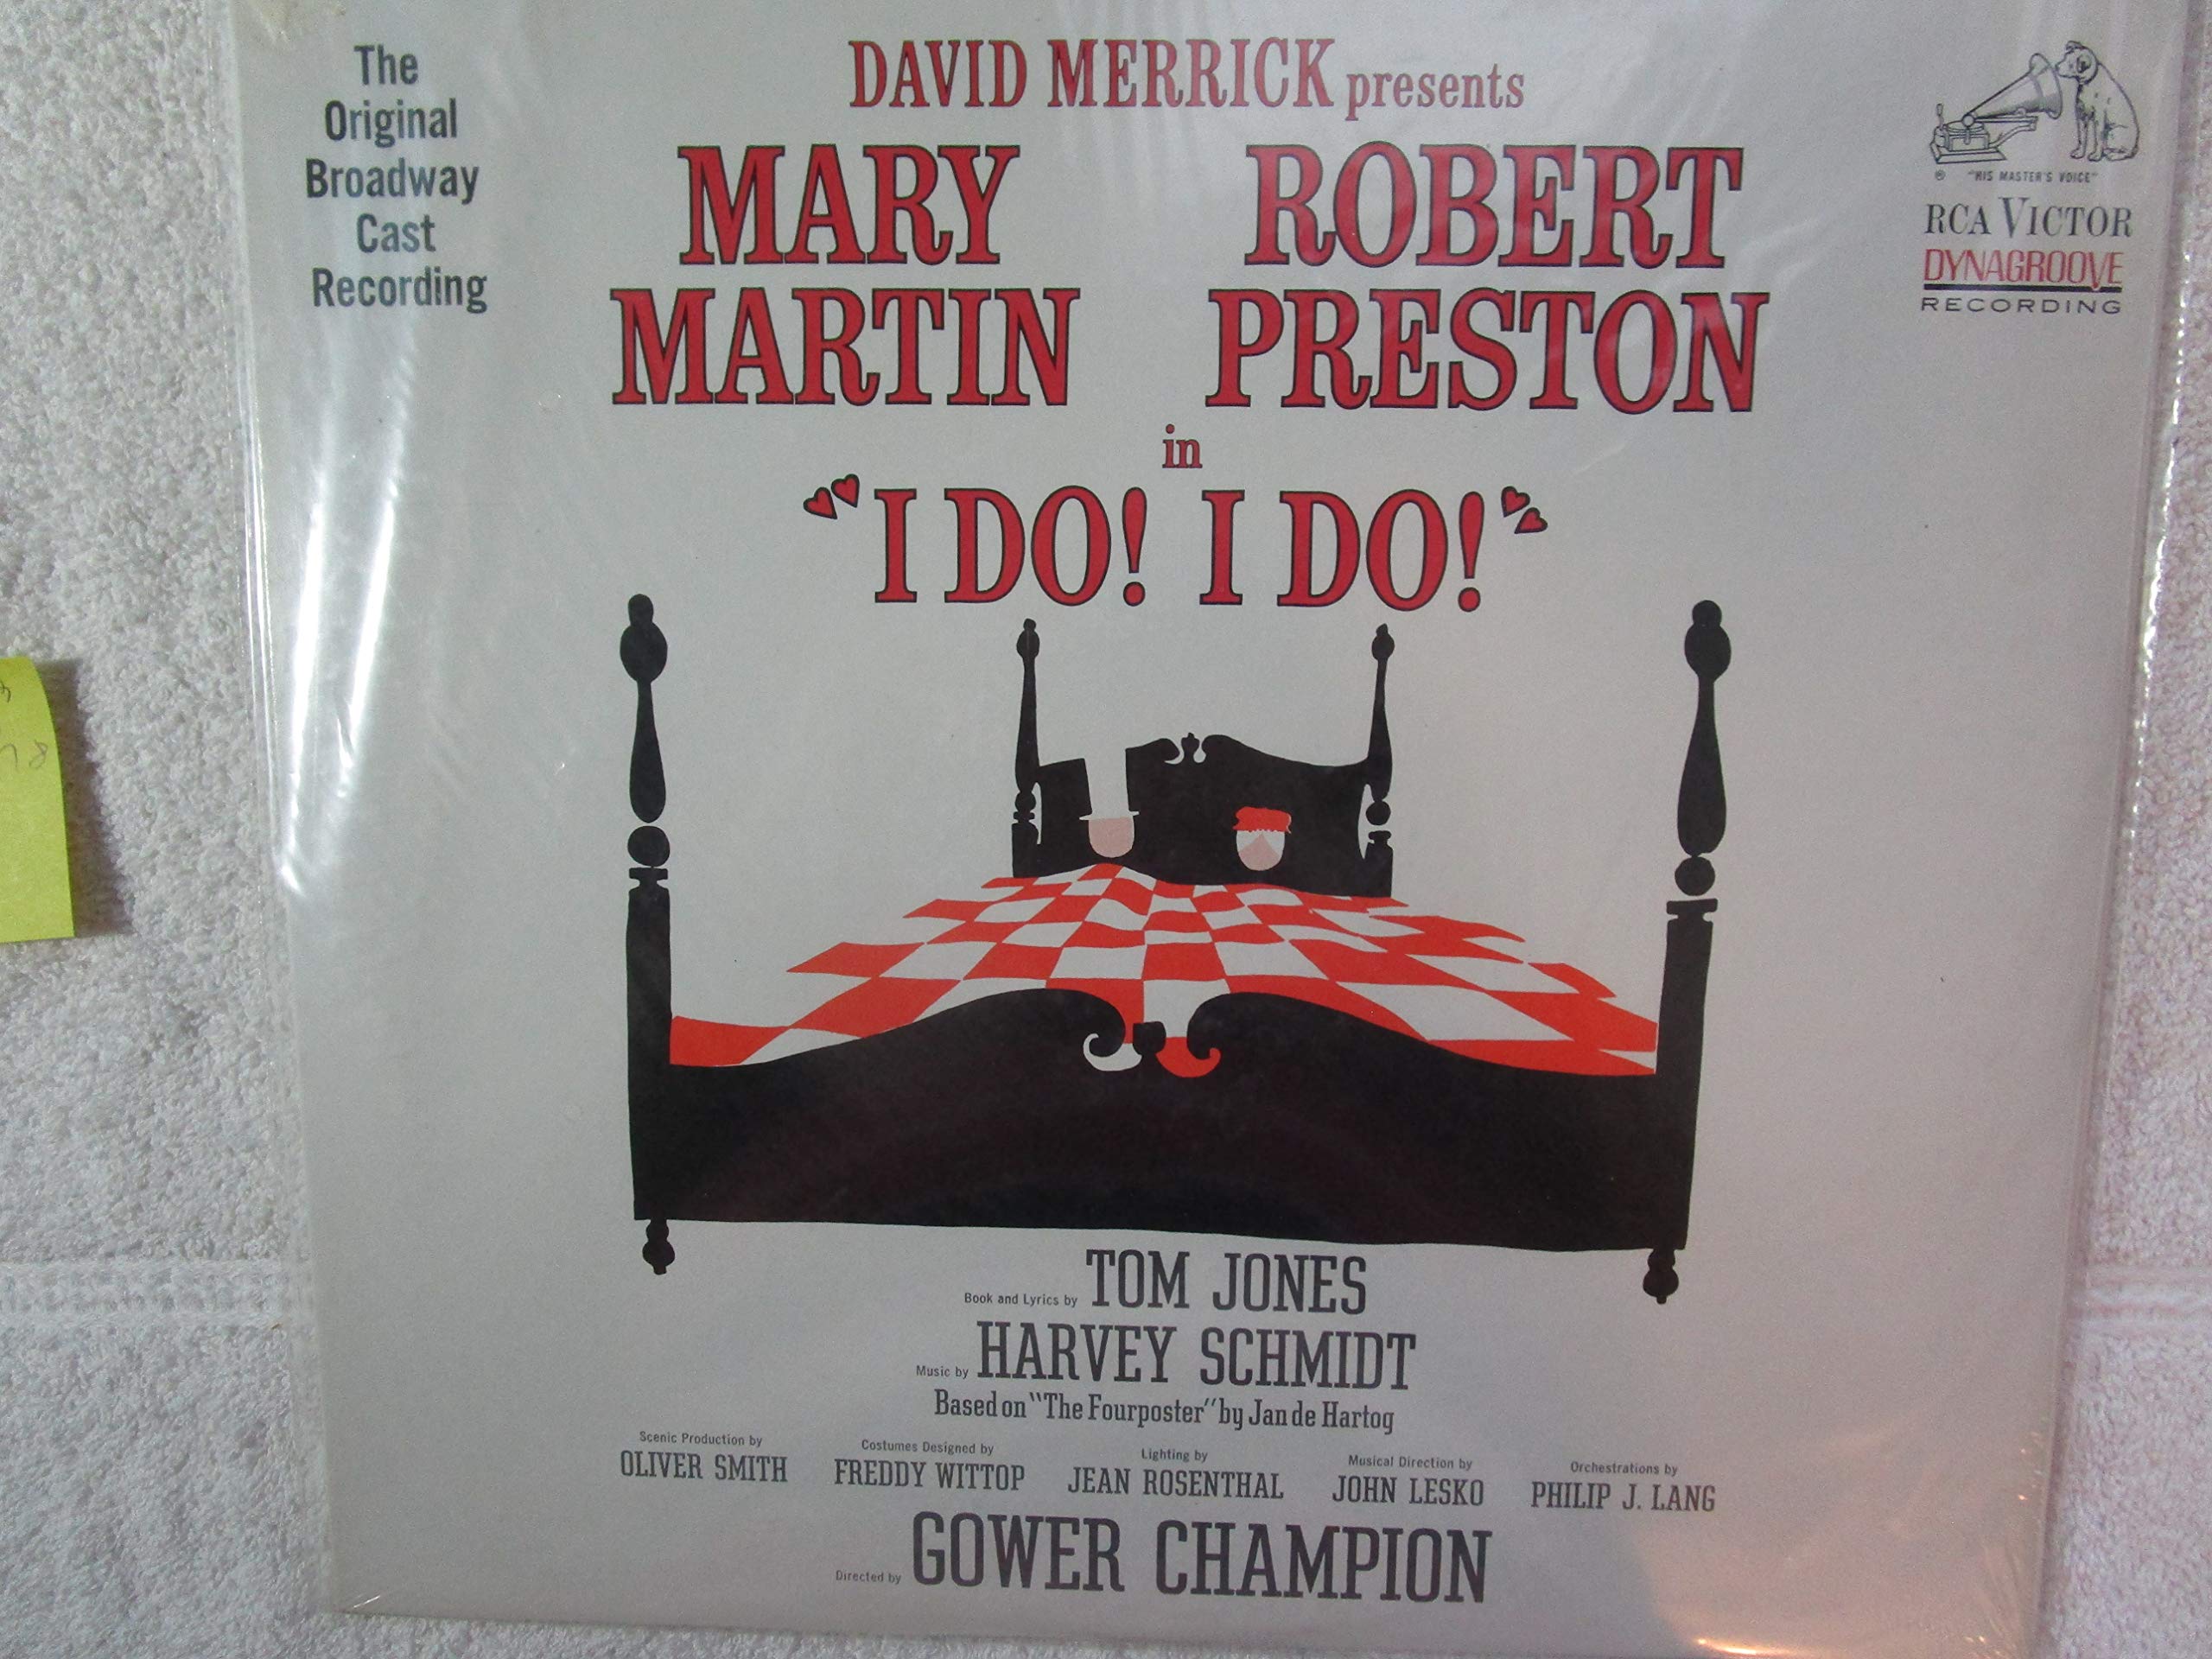 The
Original
Broadway
Cast
Recording
DAVID MERRICK presents
MARY
MARTIN
ROBERT
PRESTON
in
"I DO! I DO!"
® "HIS MASTER'S VOICE"
RCA VICTOR
DYNAGROOVE
RECORDING
Book and Lyrics by TOM JONES
Music by HARVEY SCHMIDT
Based on "The Fourposter" by Jan de Hartog
Scenic Production by
OLIVER SMITH
Costumes Designed by
FREDDY WITTOP
Lighting by
JEAN ROSENTHAL
Musical Direction by
JOHN LESKO
Orchestrations by
PHILIP J. LANG
Directed by GOWER CHAMPION